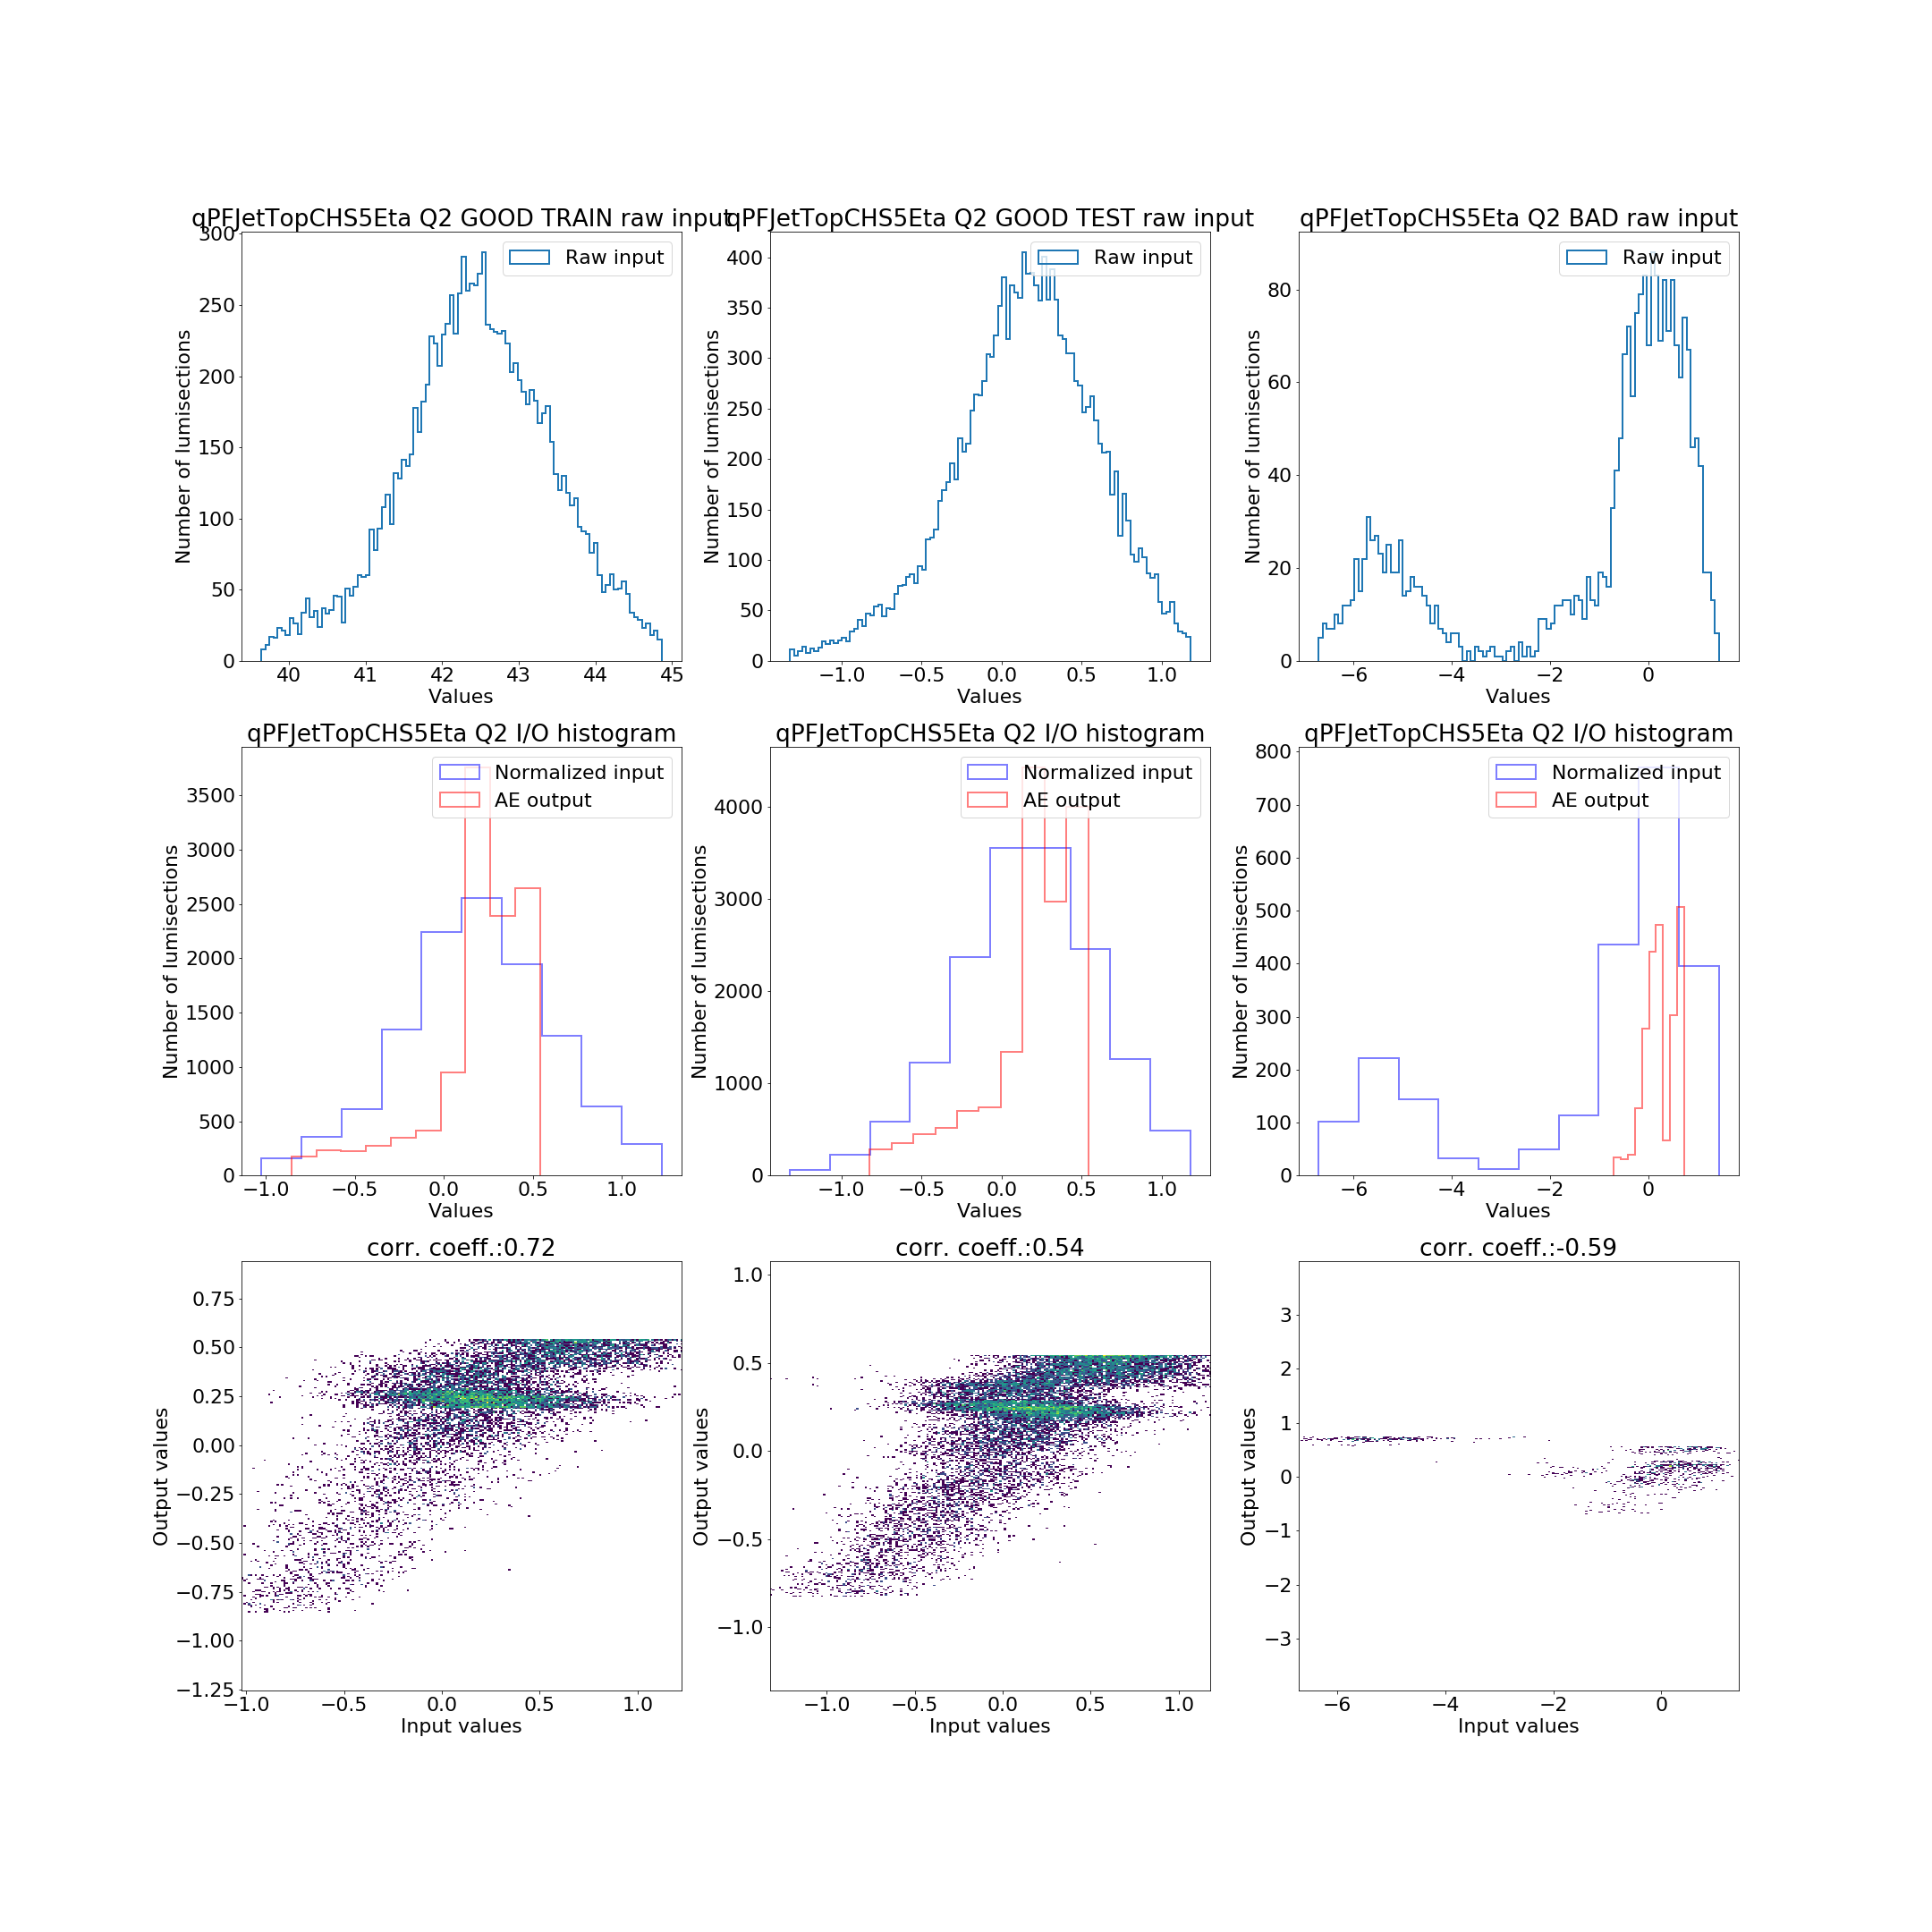 qPFJetTopCHS5Eta Q2 GOOD TRAIN raw input
qPFJetTopCHS5Eta Q2 GOOD TEST raw input
qPFJetTopCHS5Eta Q2 BAD raw input
Raw input
Raw input
Raw input
Number of lumisections
300
250
200
150
100
50
0
40 41 42 43 44 45
Values
Number of lumisections
400
350
300
250
200
150
100
50
0
−1.0 −0.5 0.0 0.5 1.0
Values
Number of lumisections
80
60
40
20
0
−6 −4 −2 0
Values
qPFJetTopCHS5Eta Q2 I/O histogram
qPFJetTopCHS5Eta Q2 I/O histogram
qPFJetTopCHS5Eta Q2 I/O histogram
Normalized input
AE output
Normalized input
AE output
Normalized input
AE output
Number of lumisections
3500
3000
2500
2000
1500
1000
500
0
−1.0 −0.5 0.0 0.5 1.0
Values
Number of lumisections
4000
3000
2000
1000
0
−1.0 −0.5 0.0 0.5 1.0
Values
Number of lumisections
800
700
600
500
400
300
200
100
0
−6 −4 −2 0
Values
corr. coeff.:0.72
corr. coeff.:0.54
corr. coeff.:-0.59
Output values
0.75
0.50
0.25
0.00
−0.25
−0.50
−0.75
−1.00
−1.25
−1.0 −0.5 0.0 0.5 1.0
Input values
Output values
1.0
0.5
0.0
−0.5
−1.0
−1.0 −0.5 0.0 0.5 1.0
Input values
Output values
3
2
1
0
−1
−2
−3
−6 −4 −2 0
Input values